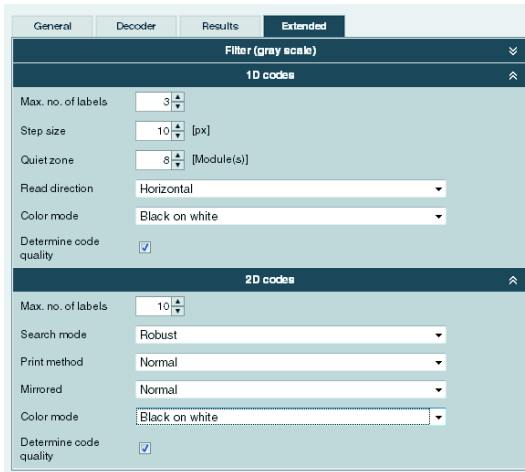 General Decoder Results Extended
Filter (gray scale)
1D codes
Max. no. of labels 3
Step size 10 [px]
Quiet zone 8 [Module(s)]
Read direction Horizontal
Color mode Black on white
Determine code
quality
2D codes
Max. no. of labels 10
Search mode Robust
Print method Normal
Mirrored Normal
Color mode Black on white
Determine code
quality